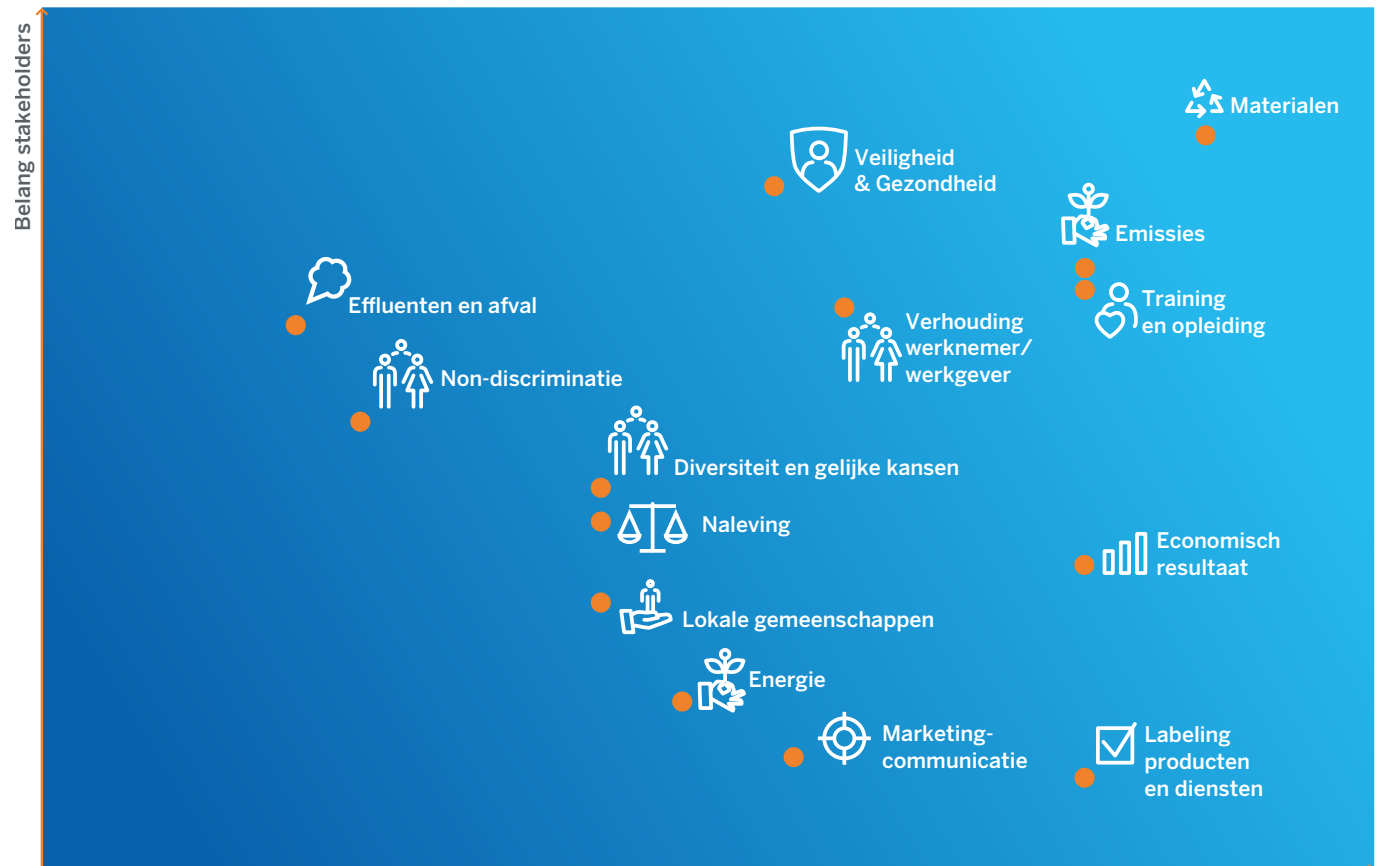 Belang stakeholders
Materialen
Veiligheid
& Gezondheid
Emissies
Effluenten en afval
Training
en opleiding
Verhouding
werknemer/
werkgever
Non-discriminatie
Diversiteit en gelijke kansen
Naleving
Economisch
resultaat
Lokale gemeenschappen
Energie
Marketing-
communicatie
Labeling
producten
en diensten